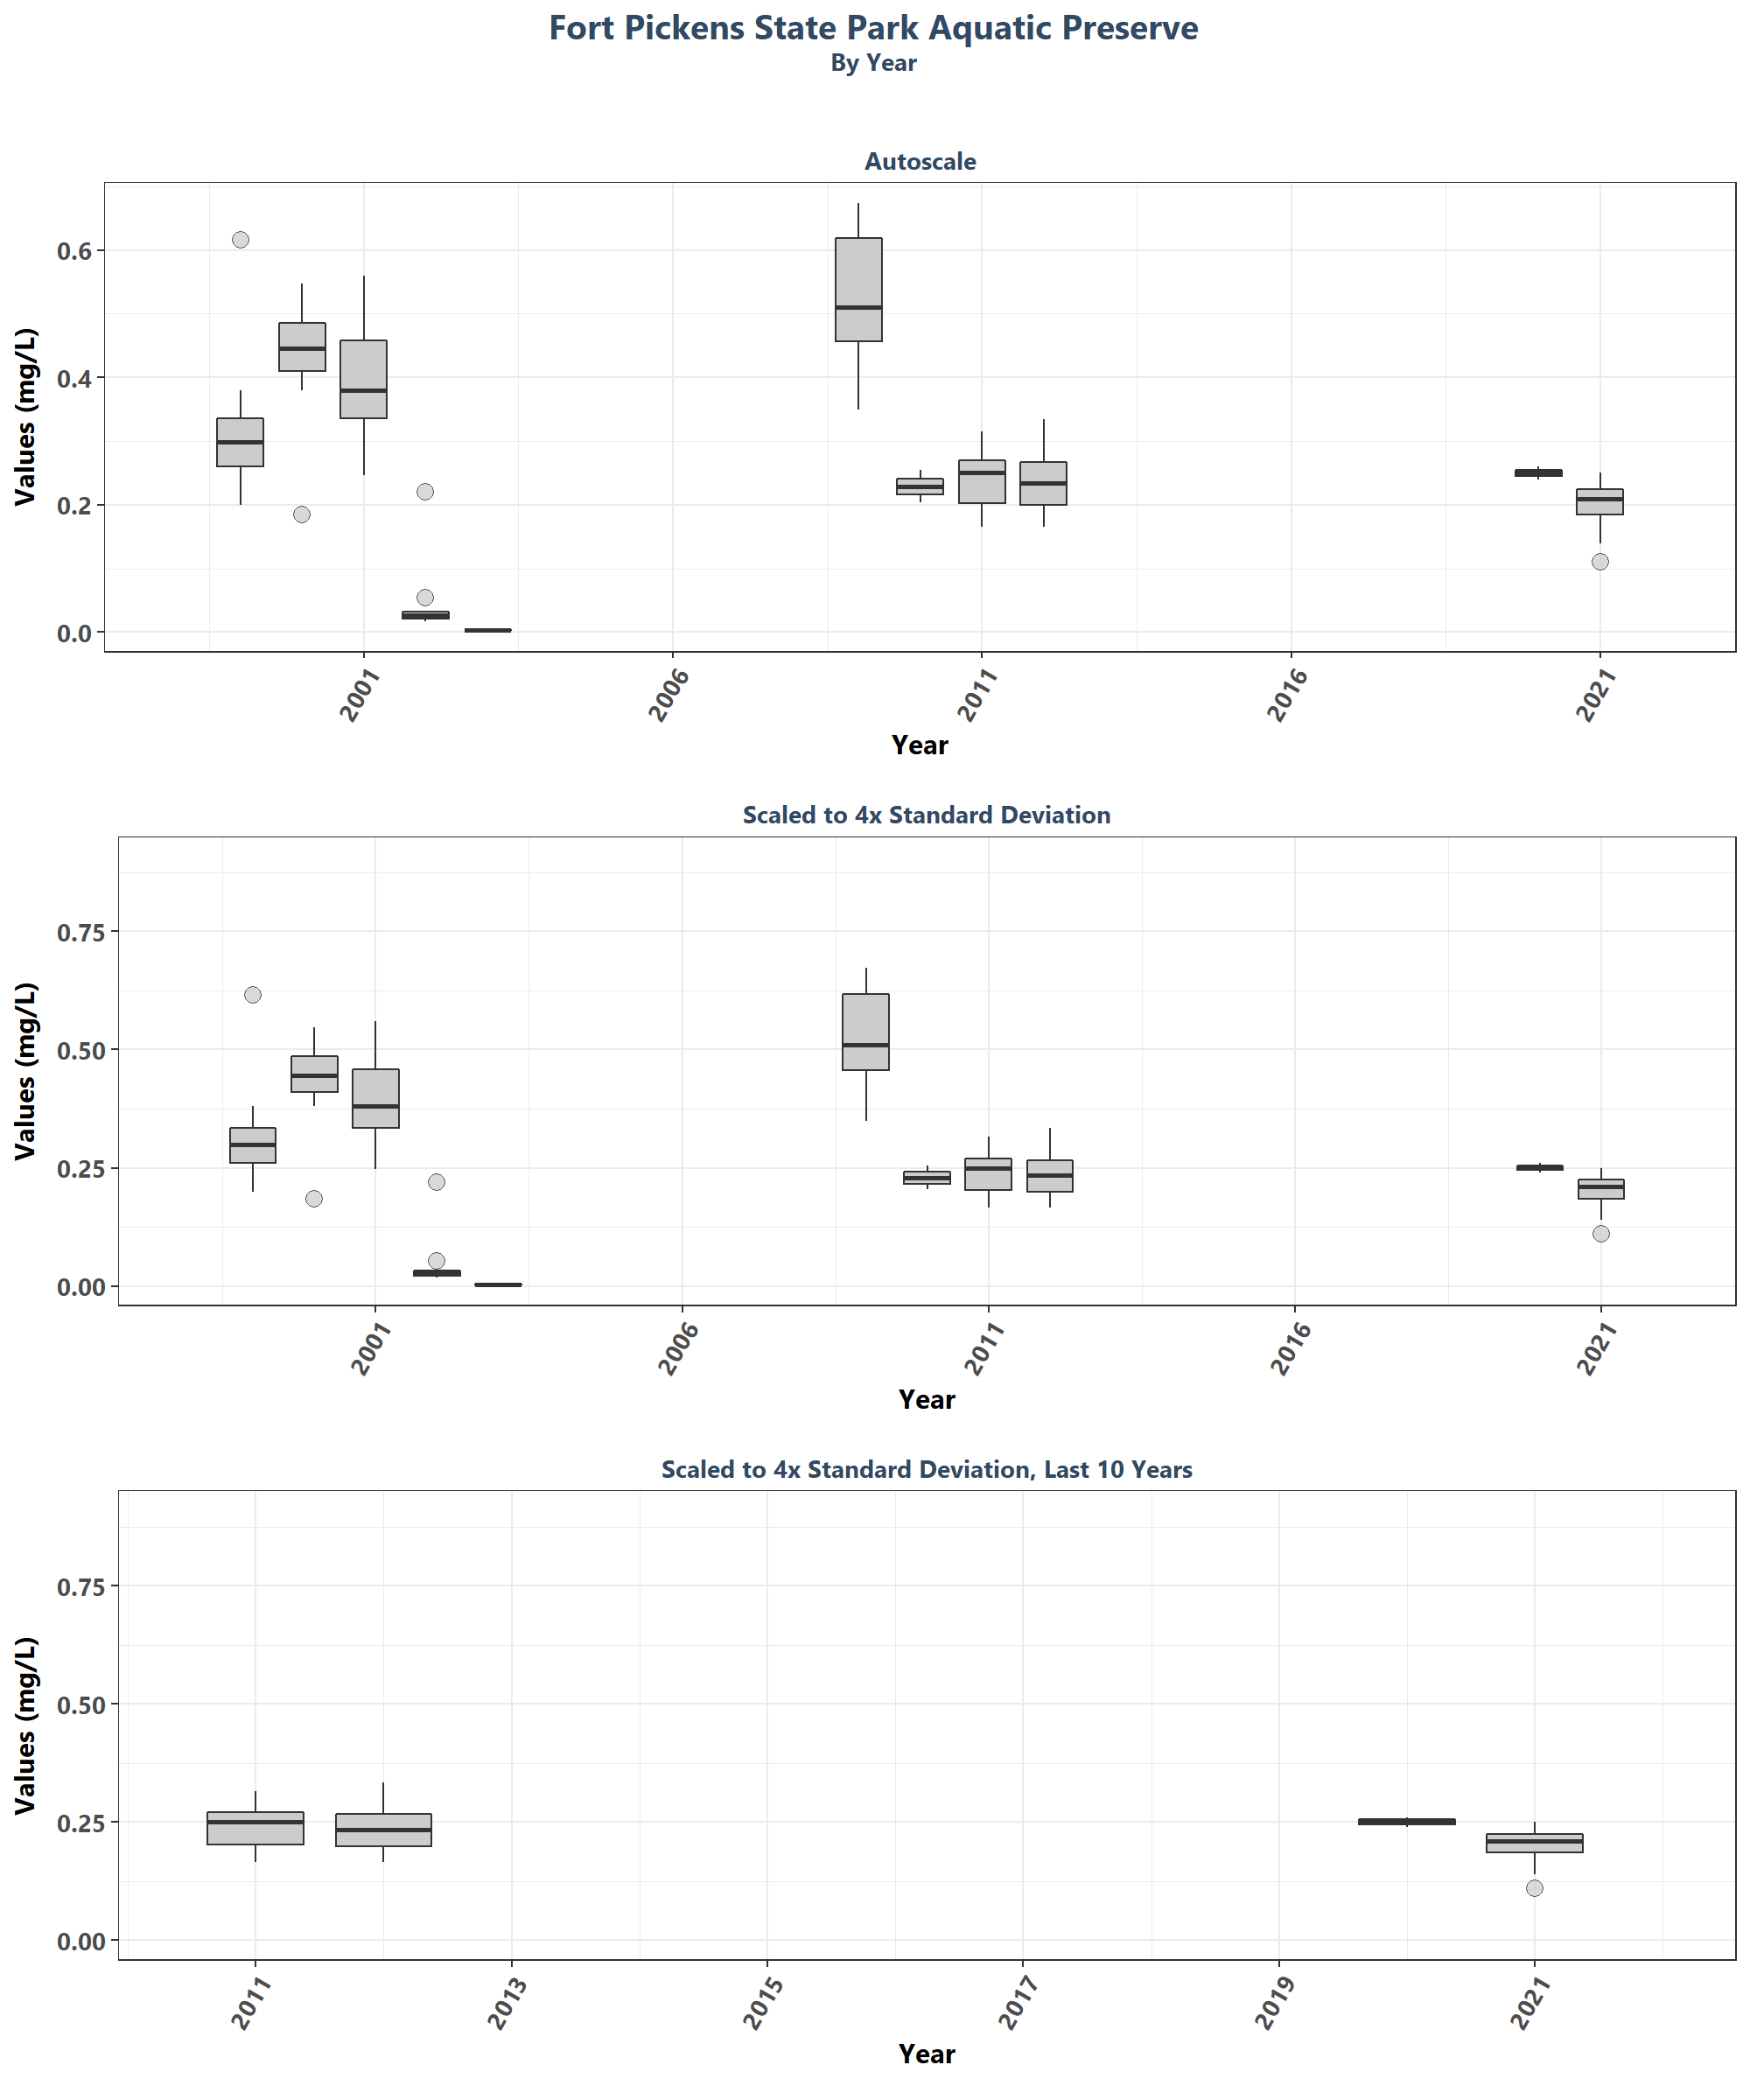 Fort Pickens State Park Aquatic Preserve
By Year
Autoscale
Values (mg/L)
0.6
0.4
0.2
0.0
2001 2006 2011 2016 2021
Year
Scaled to 4x Standard Deviation
Values (mg/L)
0.75
0.50
0.25
0.00
2001 2006 2011 2016 2021
Year
Scaled to 4x Standard Deviation, Last 10 Years
Values (mg/L)
0.75
0.50
0.25
0.00
2011 2013 2015 2017 2019 2021
Year